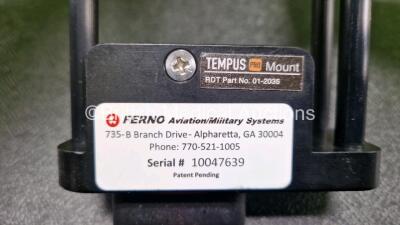 TEMPUS PRO Mount
RDT Part No. 01-2035
FERNO Aviation/Military Systems
735-B Branch Drive- Alpharetta, GA 30004
Phone: 770-521-1005
Serial # 10047639
Patent Pending